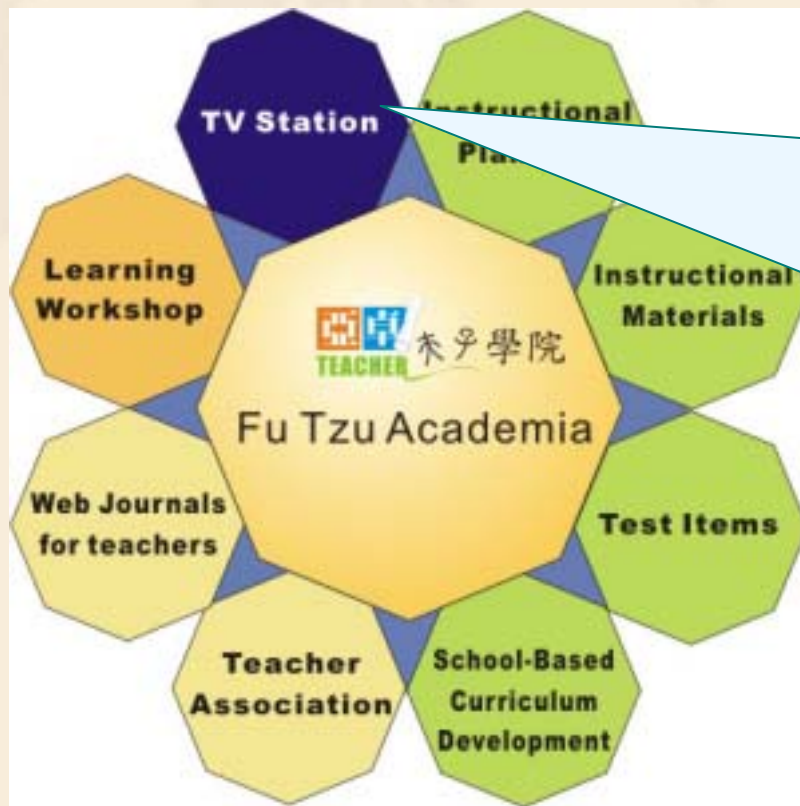 TV Station
Instructional
Learning
Workshop
Instructional
Materials
TEACHER
夫子學院
Fu Tzu Academia
Web Journals
for teachers
Test Items
Teacher
Association
School-Based
Curriculum
Development